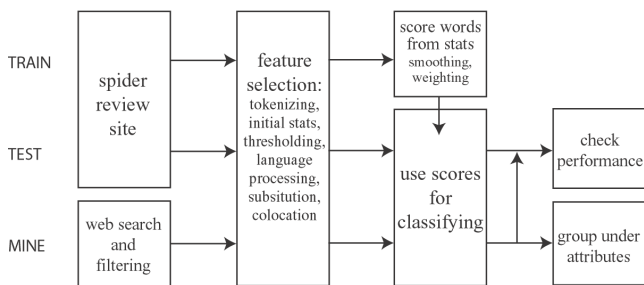 TRAIN
TEST
MINE
spider
review
site
web search
and
filtering
feature
selection:
tokenizing,
initial stats,
thresholding,
language
processing,
subsitution,
colocation
score words
from stats
smoothing,
weighting
use scores
for
classifying
check
performance
group under
attributes